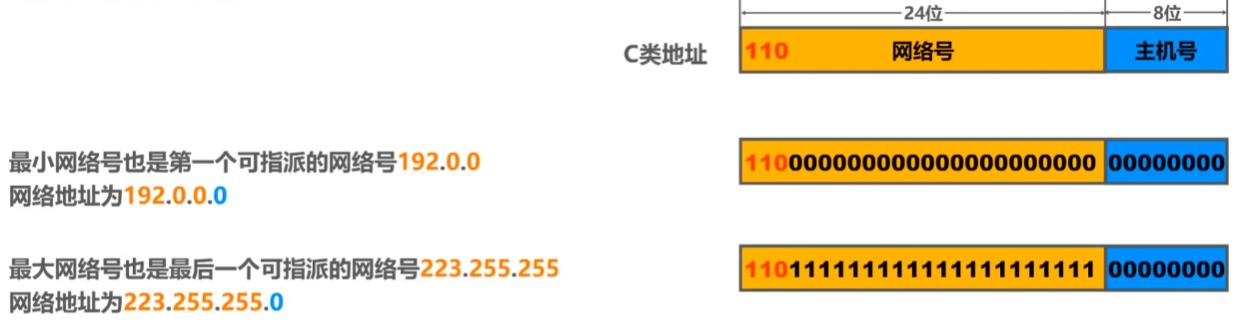 24位 8位
C类地址 110 网络号 主机号
最小网络号也是第一个可指派的网络号192.0.0
110000000000000000000000 00000000
网络地址为192.0.0.0
最大网络号也是最后一个可指派的网络号223.255.255
110111111111111111111111 00000000
网络地址为223.255.255.0